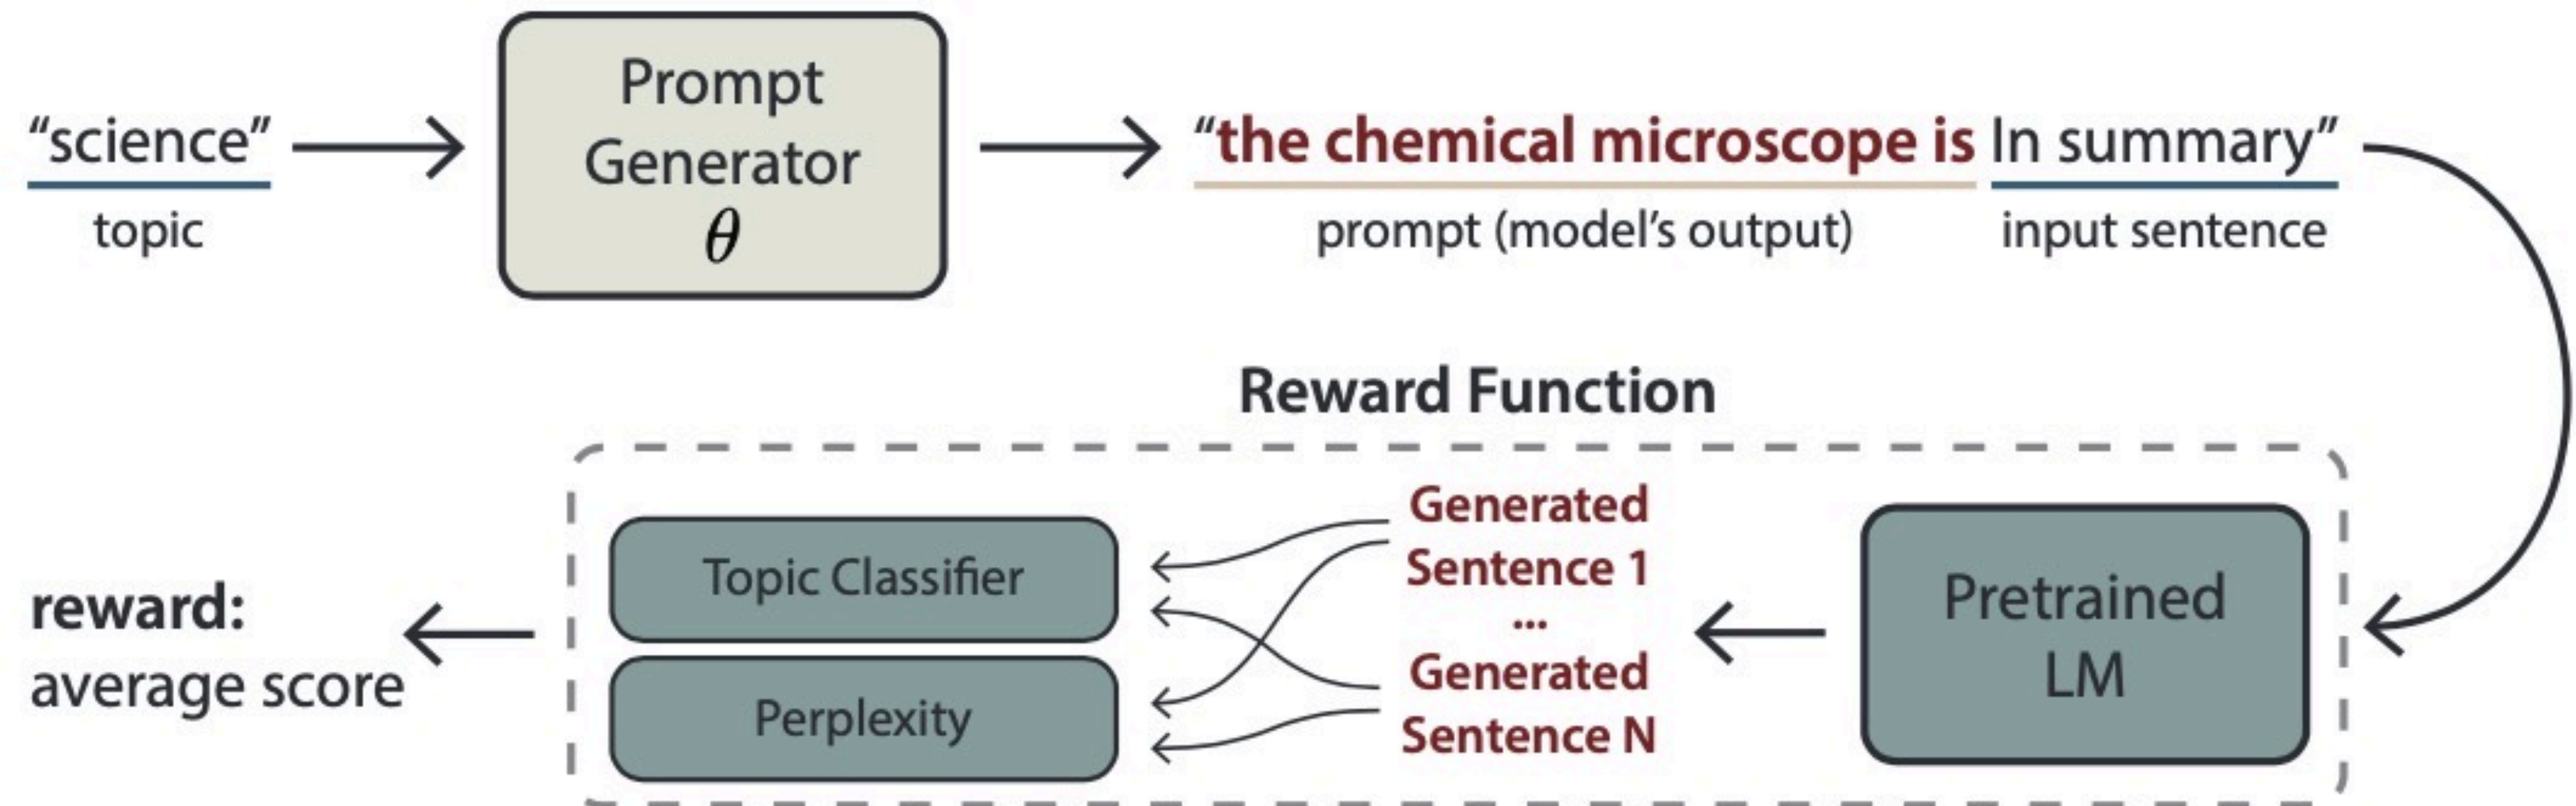 “science”
topic
Prompt
Generator
θ
“the chemical microscope is In summary”
prompt (model’s output)
input sentence
Reward Function
Pretrained
LM
Generated
Sentence 1
...
Generated
Sentence N
Topic Classifier
Perplexity
reward:
average score